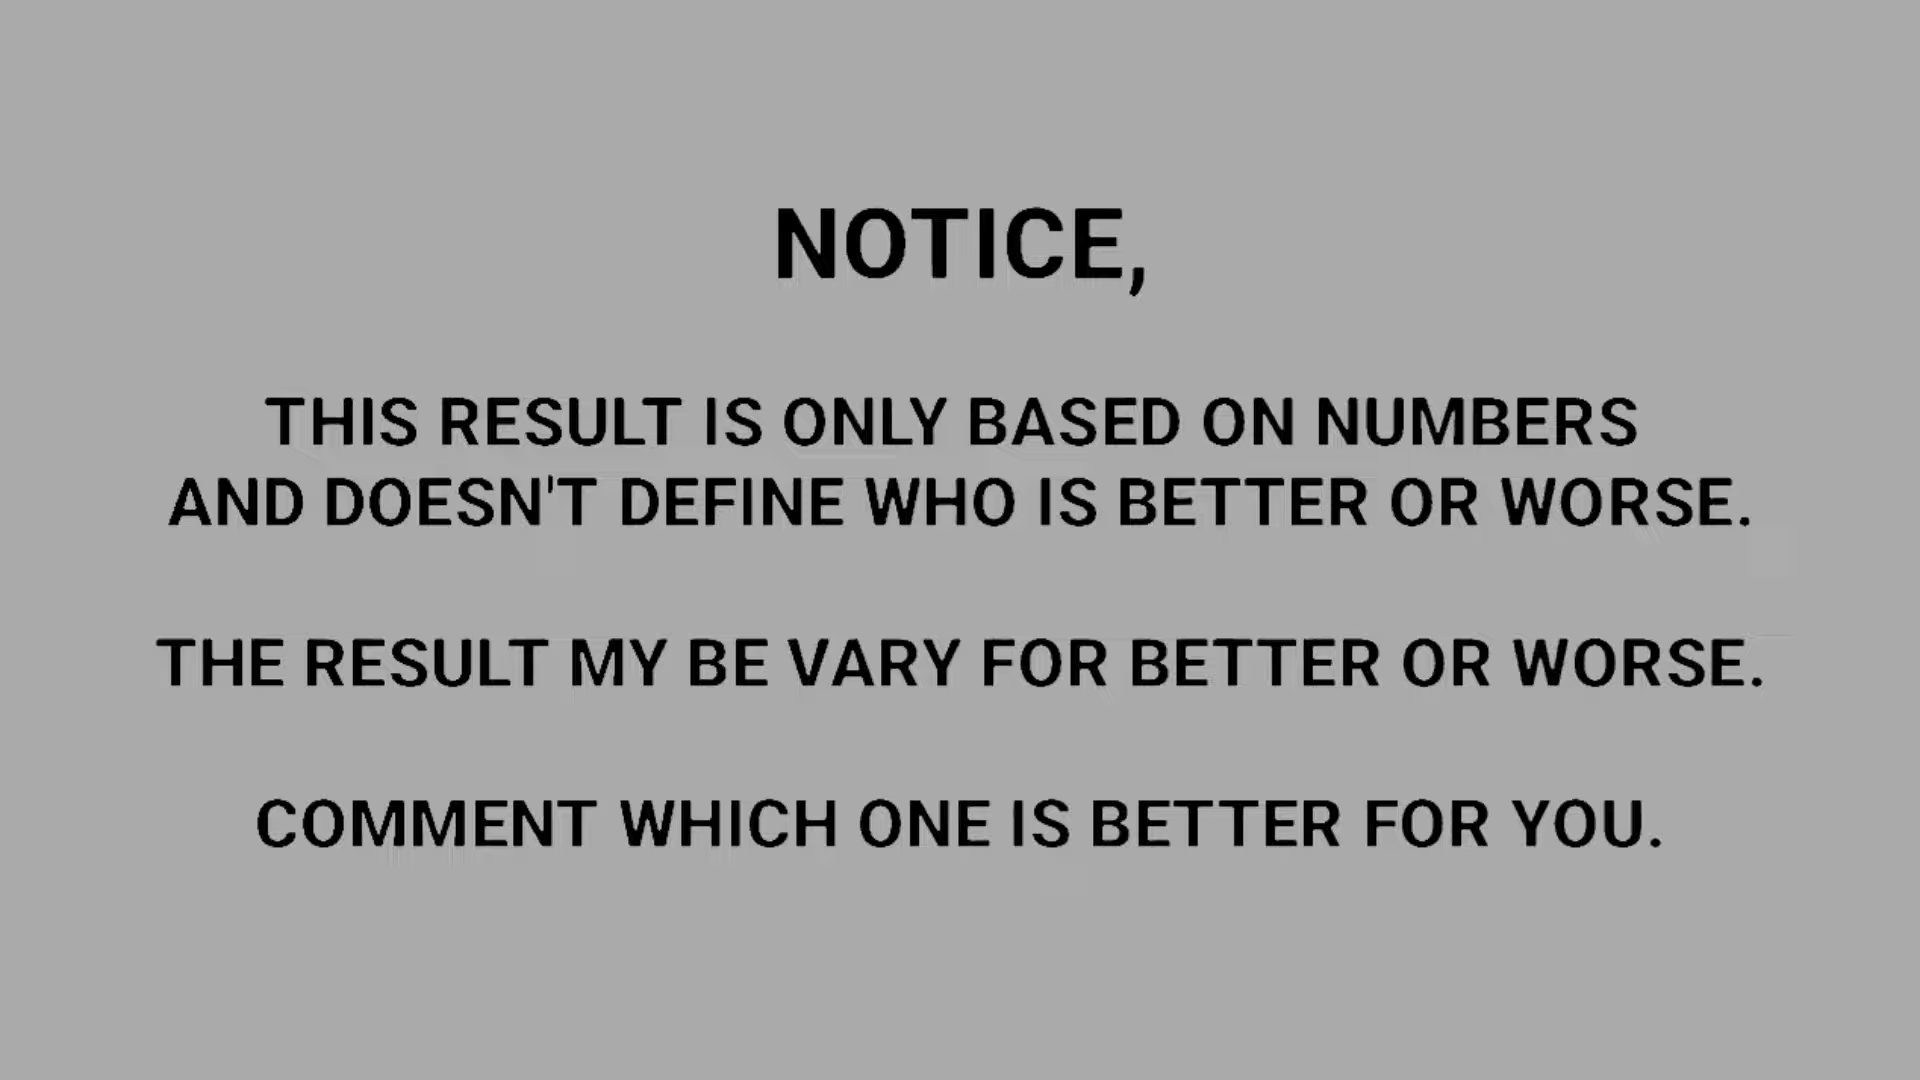 NOTICE,
THIS RESULT IS ONLY BASED ON NUMBERS
AND DOESN'T DEFINE WHO IS BETTER OR WORSE.
THE RESULT MY BE VARY FOR BETTER OR WORSE.
COMMENT WHICH ONE IS BETTER FOR YOU.